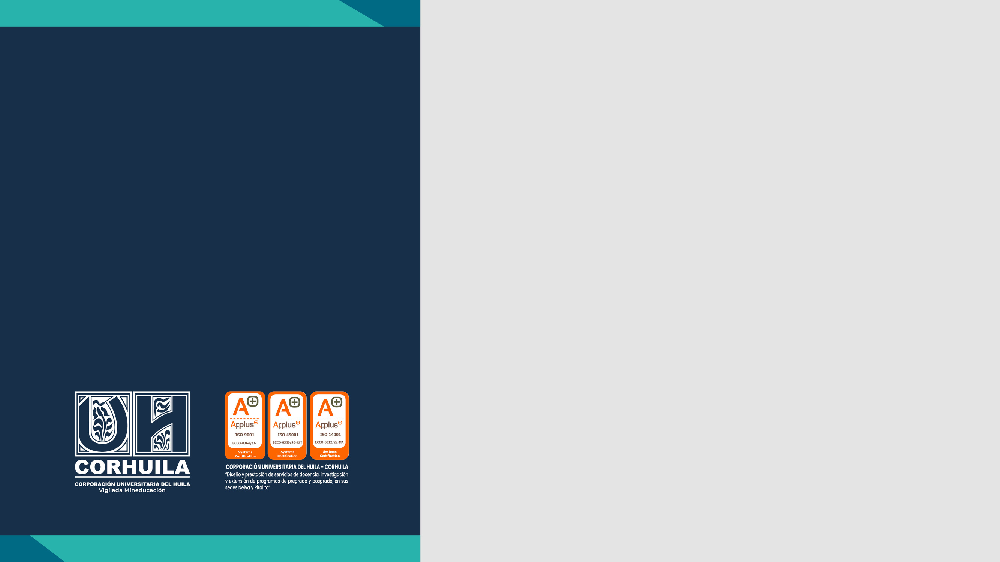 UH
CORHUILA
CORPORACIÓN UNIVERSITARIA DEL HUILA
Vigilada Mineducación
A
Applus
ISO 9001
ECCO-0364/16
Systems
Certification
A
Applus
ISO 45001
ECCO-0230/20-SST
Systems
Certification
A
Applus
ISO 14001
ECCO-0012/22-MA
Systems
Certification
CORPORACIÓN UNIVERSITARIA DEL HUILA - CORHUILA
“Diseño y prestación de servicios de docencia, investigación
y extensión de programas de pregrado y posgrado, en sus
sedes Neiva y Pitalito”